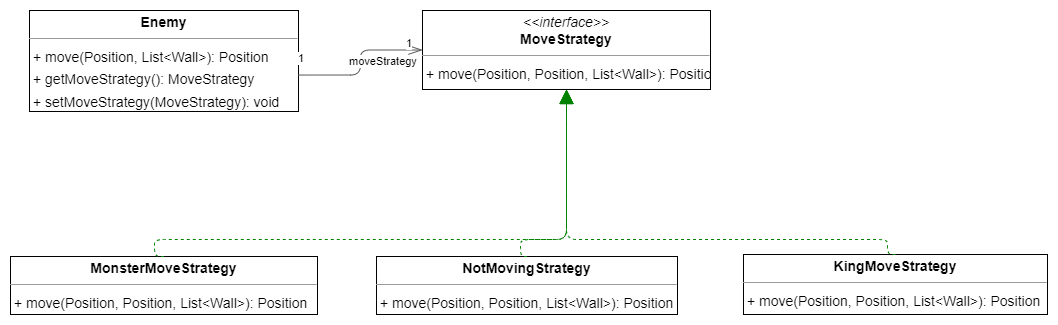 Enemy
+ move(Position, List<Wall>): Position
+ getMoveStrategy(): MoveStrategy
+ setMoveStrategy(MoveStrategy): void
1
1
moveStrategy
<<interface>>
MoveStrategy
+ move(Position, Position, List<Wall>): Positic
MonsterMoveStrategy
+ move(Position, Position, List<Wall>): Position
NotMovingStrategy
+ move(Position, Position, List<Wall>): Position
KingMoveStrategy
+ move(Position, Position, List<Wall>): Position